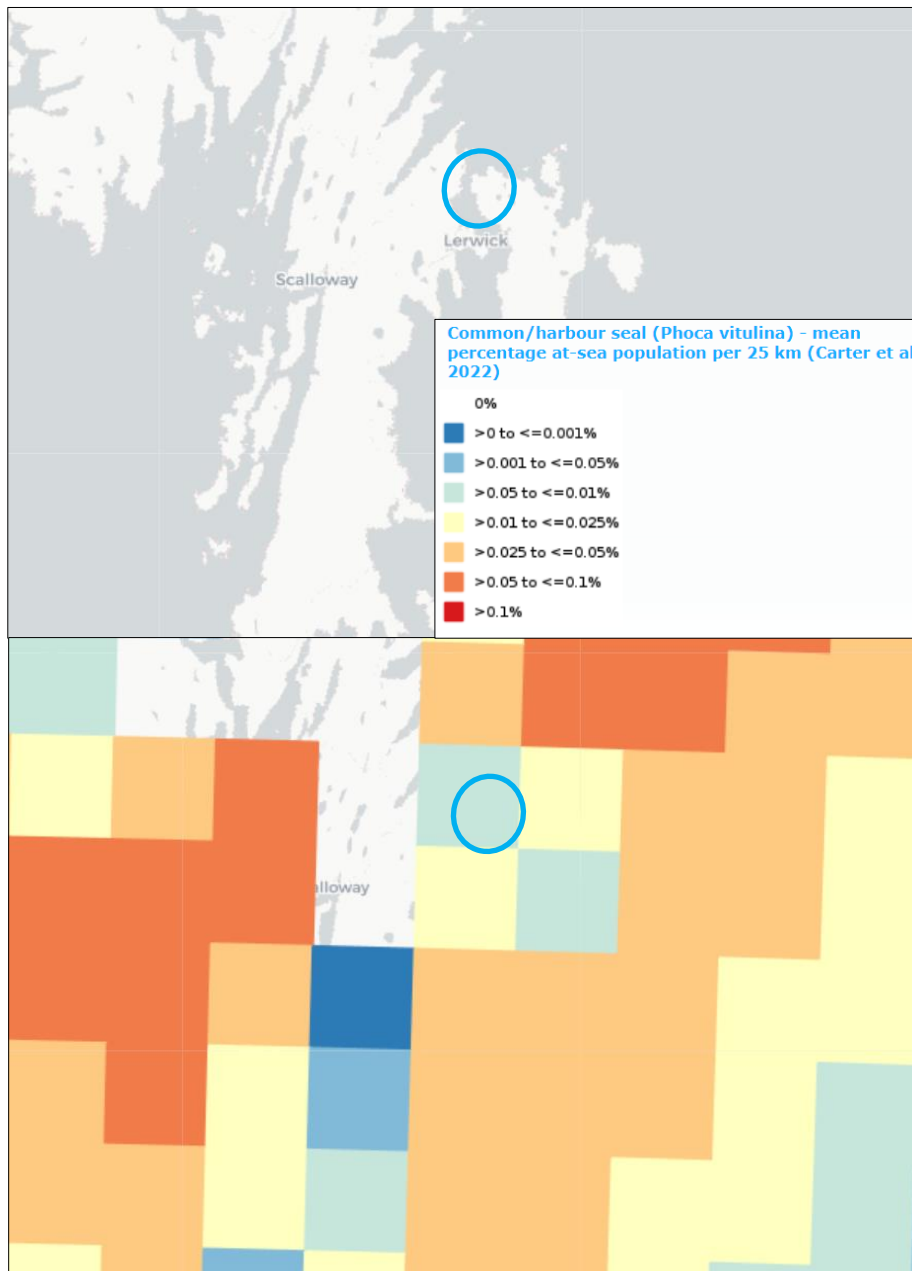 Lerwick
Scalloway
Common/harbour seal (Phoca vitulina) - mean
percentage at-sea population per 25 km (Carter et al
2022)
0%
>0 to <=0.001%
>0.001 to <=0.05%
>0.05 to <=0.01%
>0.01 to <=0.025%
>0.025 to <=0.05%
>0.05 to <=0.1%
>0.1%
alloway